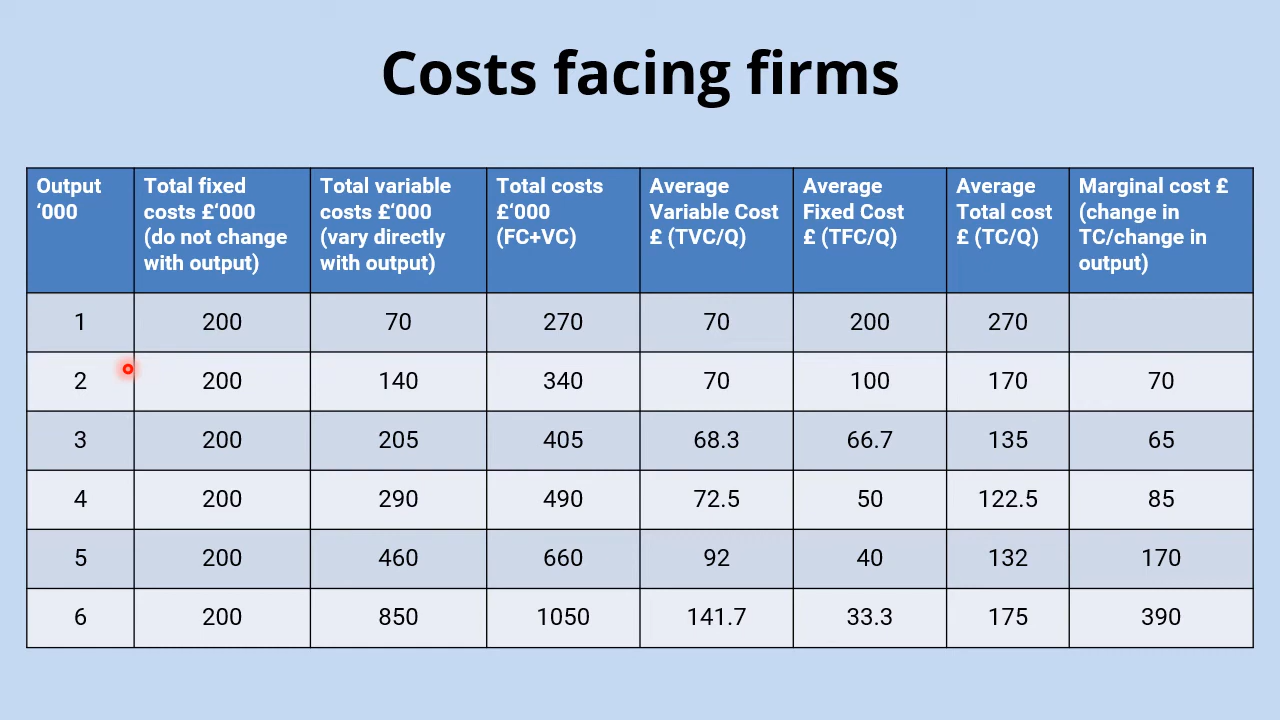 Costs facing firms
Output ‘000 | Total fixed costs £‘000 (do not change with output) | Total variable costs £‘000 (vary directly with output) | Total costs £‘000 (FC+VC) | Average Variable Cost £ (TVC/Q) | Average Fixed Cost £ (TFC/Q) | Average Total cost £ (TC/Q) | Marginal cost £ (change in TC/change in output)
1 | 200 | 70 | 270 | 70 | 200 | 270 |
2 | 200 | 140 | 340 | 70 | 100 | 170 | 70
3 | 200 | 205 | 405 | 68.3 | 66.7 | 135 | 65
4 | 200 | 290 | 490 | 72.5 | 50 | 122.5 | 85
5 | 200 | 460 | 660 | 92 | 40 | 132 | 170
6 | 200 | 850 | 1050 | 141.7 | 33.3 | 175 | 390